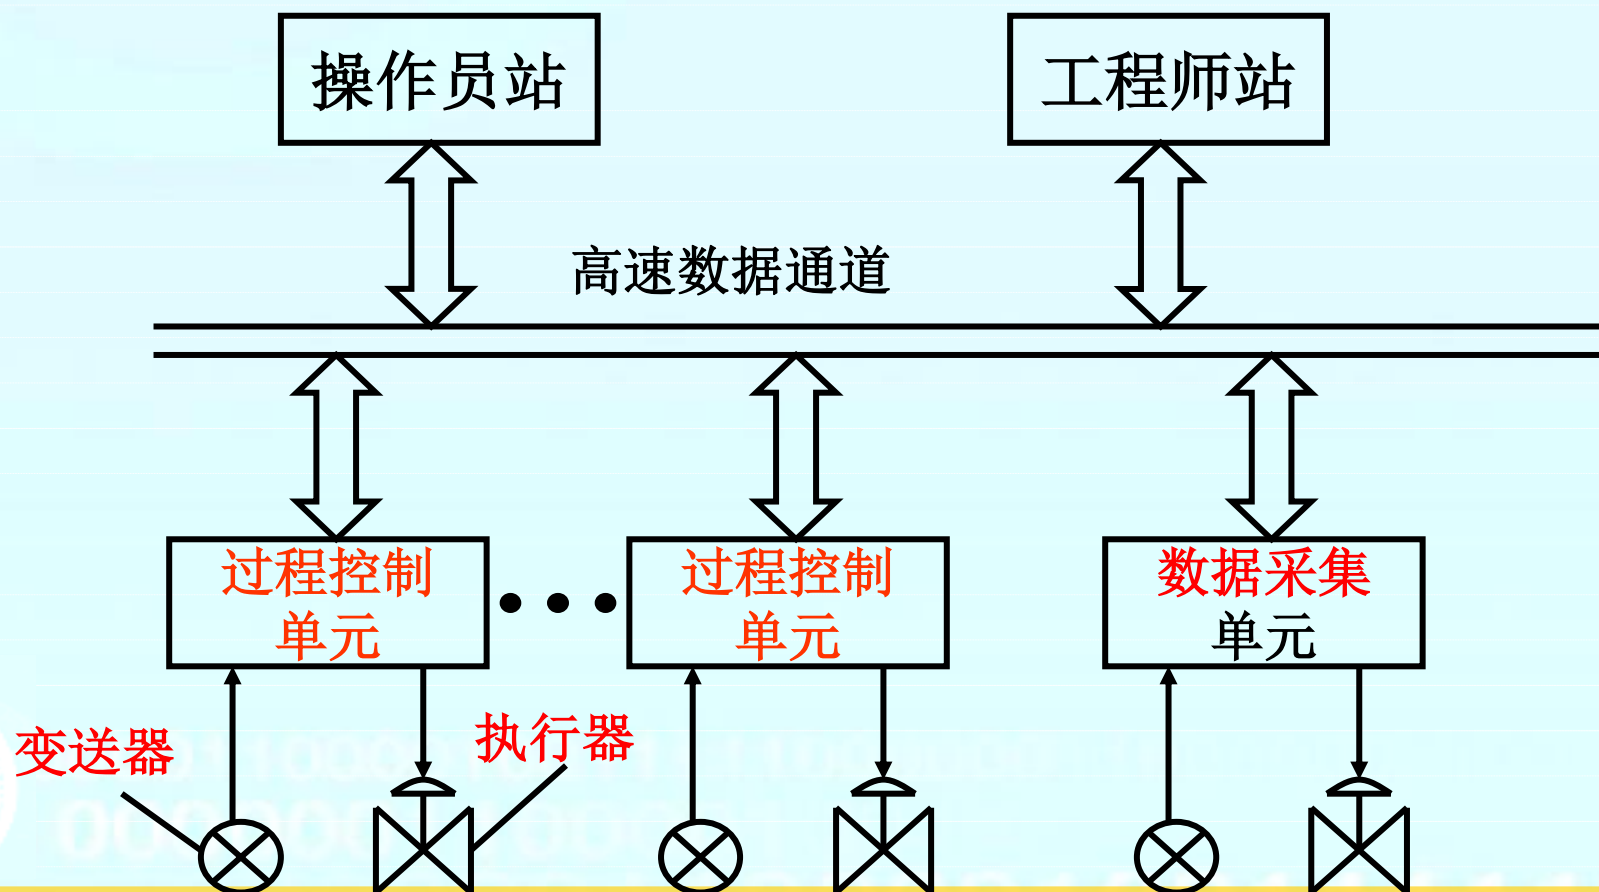 操作员站
工程师站
高速数据通道
过程控制
单元
过程控制
单元
数据采集
单元
变送器
执行器